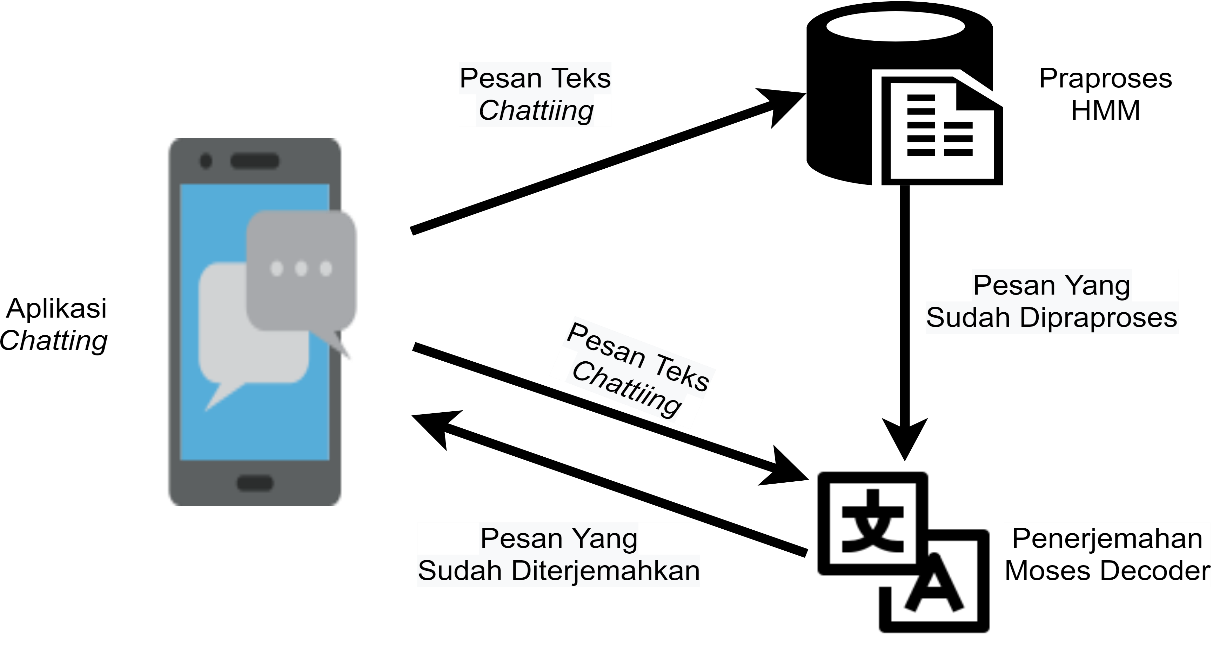 Pesan Teks
Chattiing
Praproses
HMM
Aplikasi
Chatting
Pesan Yang
Sudah Dipraproses
Pesan Teks
Chattiing
Pesan Yang
Sudah Diterjemahkan
文
A
Penerjemahan
Moses Decoder